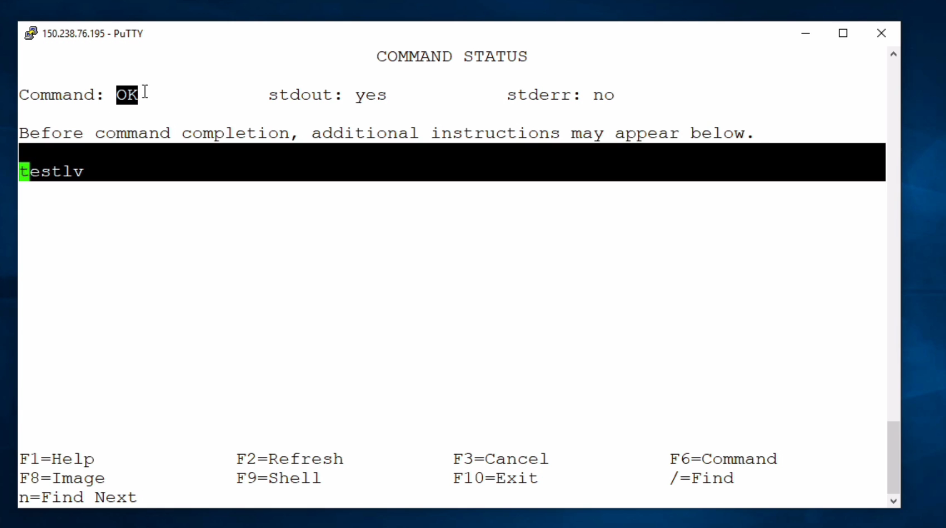 150.238.76.195 - PuTTY
COMMAND STATUS
Command: OK stdout: yes stderr: no
Before command completion, additional instructions may appear below.
testlv
F1=Help F2=Refresh F3=Cancel F6=Command
F8=Image F9=Shell F10=Exit /=Find
n=Find Next